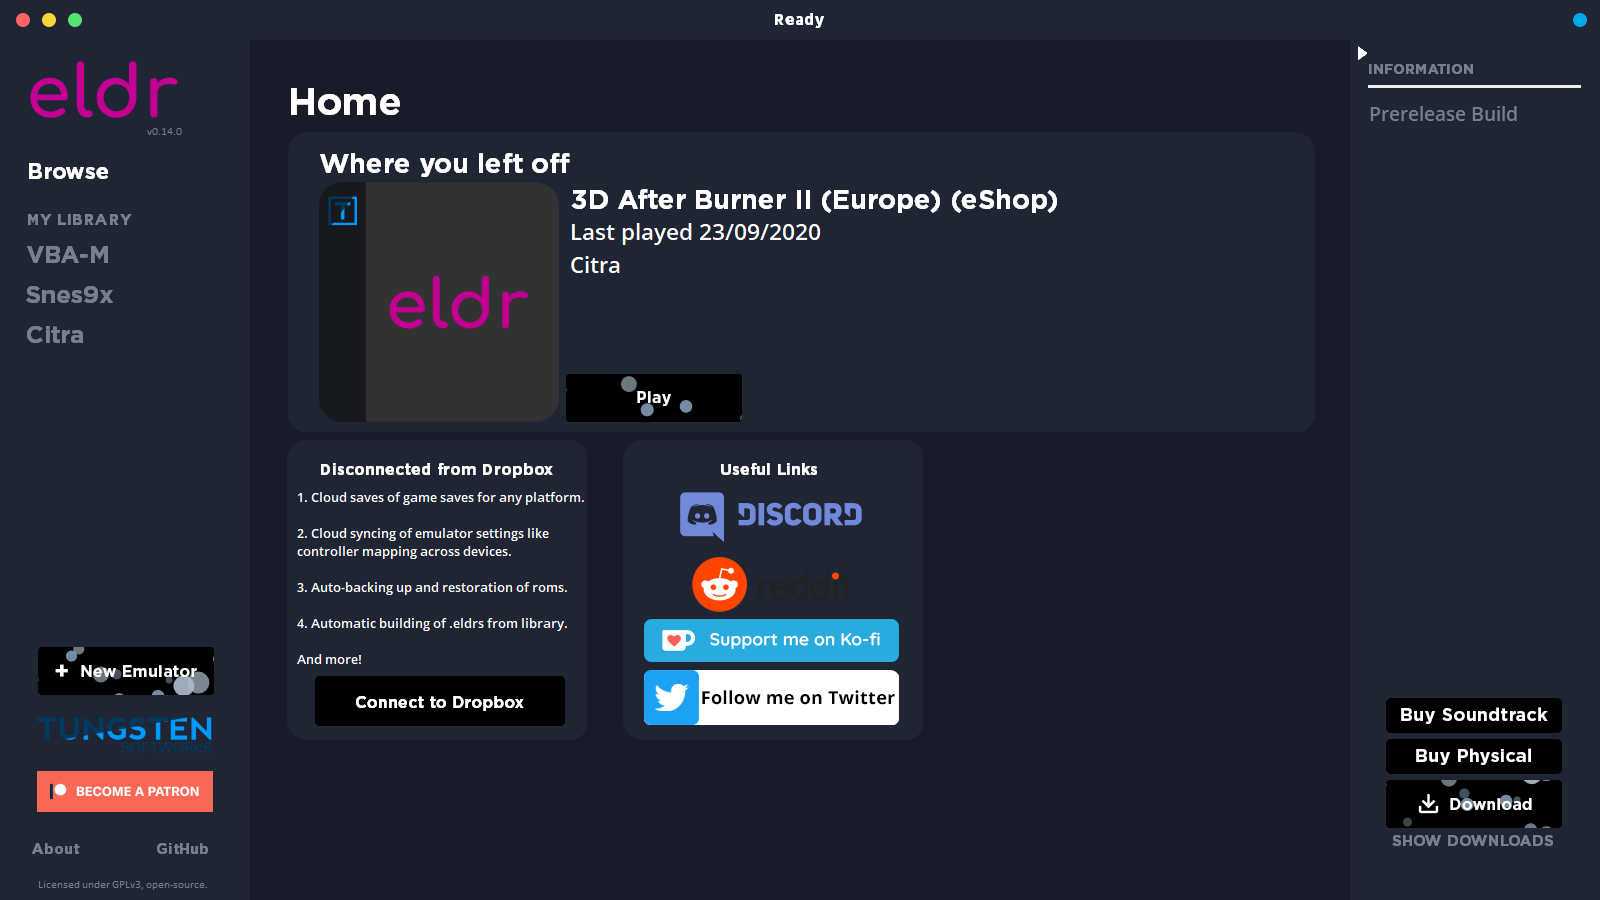 Ready
eldr
v0.14.0
Browse
MY LIBRARY
VBA-M
Snes9x
Citra
+ New Emulator
TUNGSTEN
SOFTWORKS
BECOME A PATRON
About
GitHub
Licensed under GPLv3, open-source.
Home
Where you left off
T
eldr
3D After Burner II (Europe) (eShop)
Last played 23/09/2020
Citra
Play
Disconnected from Dropbox
1. Cloud saves of game saves for any platform.
2. Cloud syncing of emulator settings like
controller mapping across devices.
3. Auto-backing up and restoration of roms.
4. Automatic building of .eldrs from library.
And more!
Connect to Dropbox
Useful Links
DISCORD
reddit
Support me on Ko-fi
Follow me on Twitter
INFORMATION
Prerelease Build
Buy Soundtrack
Buy Physical
Download
SHOW DOWNLOADS